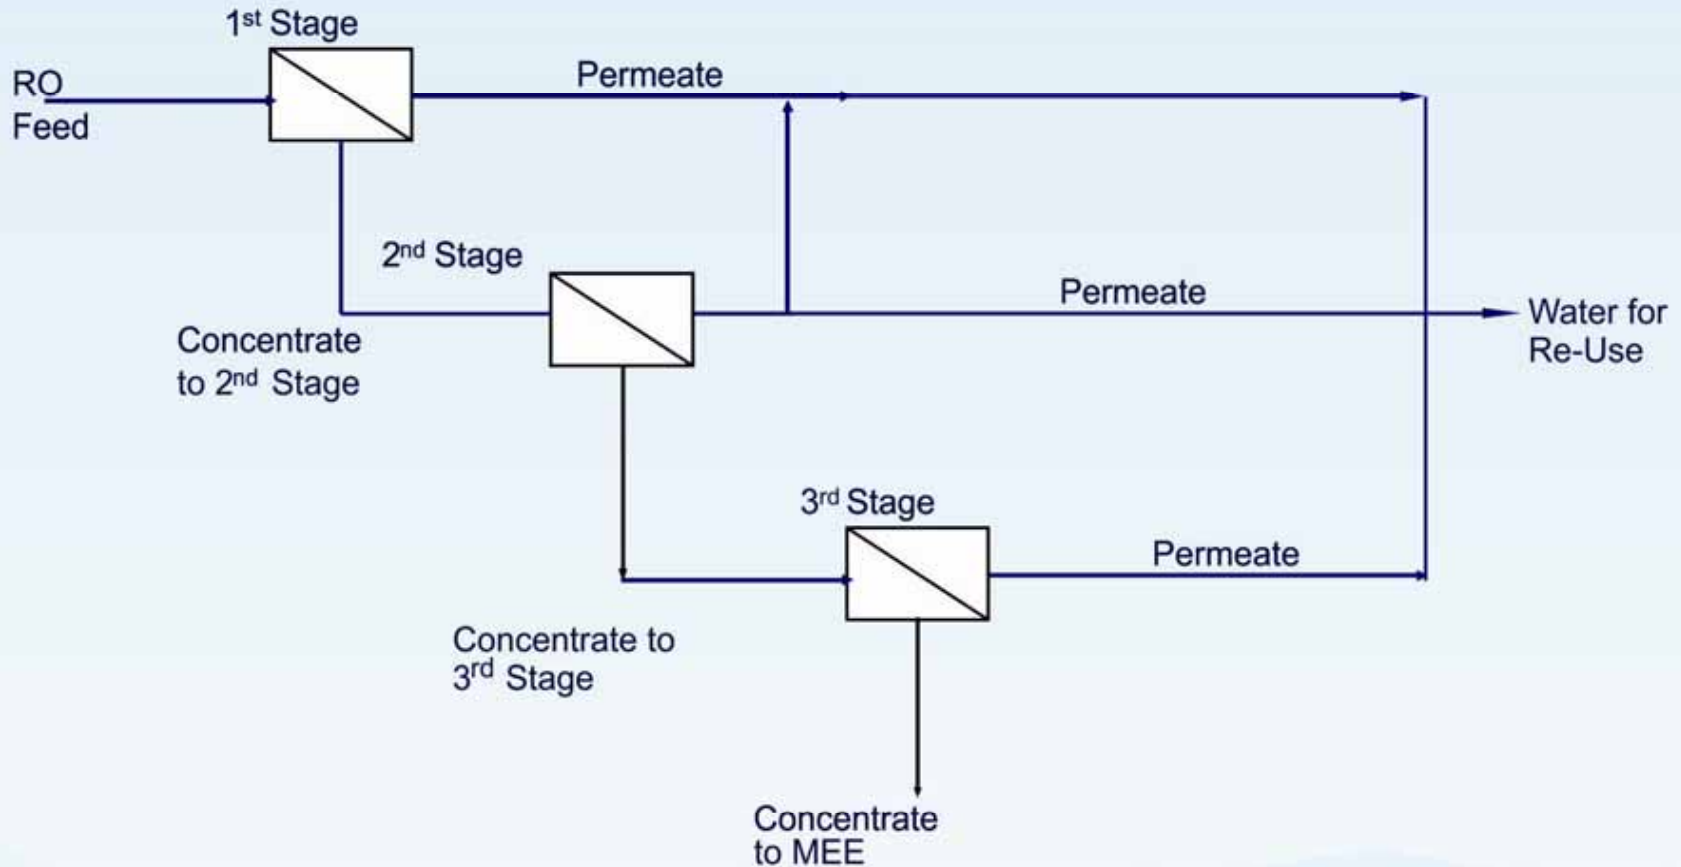 1st Stage
RO
Feed
Permeate
2nd Stage
Permeate
Water for
Re-Use
Concentrate
to 2nd Stage
3rd Stage
Permeate
Concentrate to
3rd Stage
Concentrate
to MEE